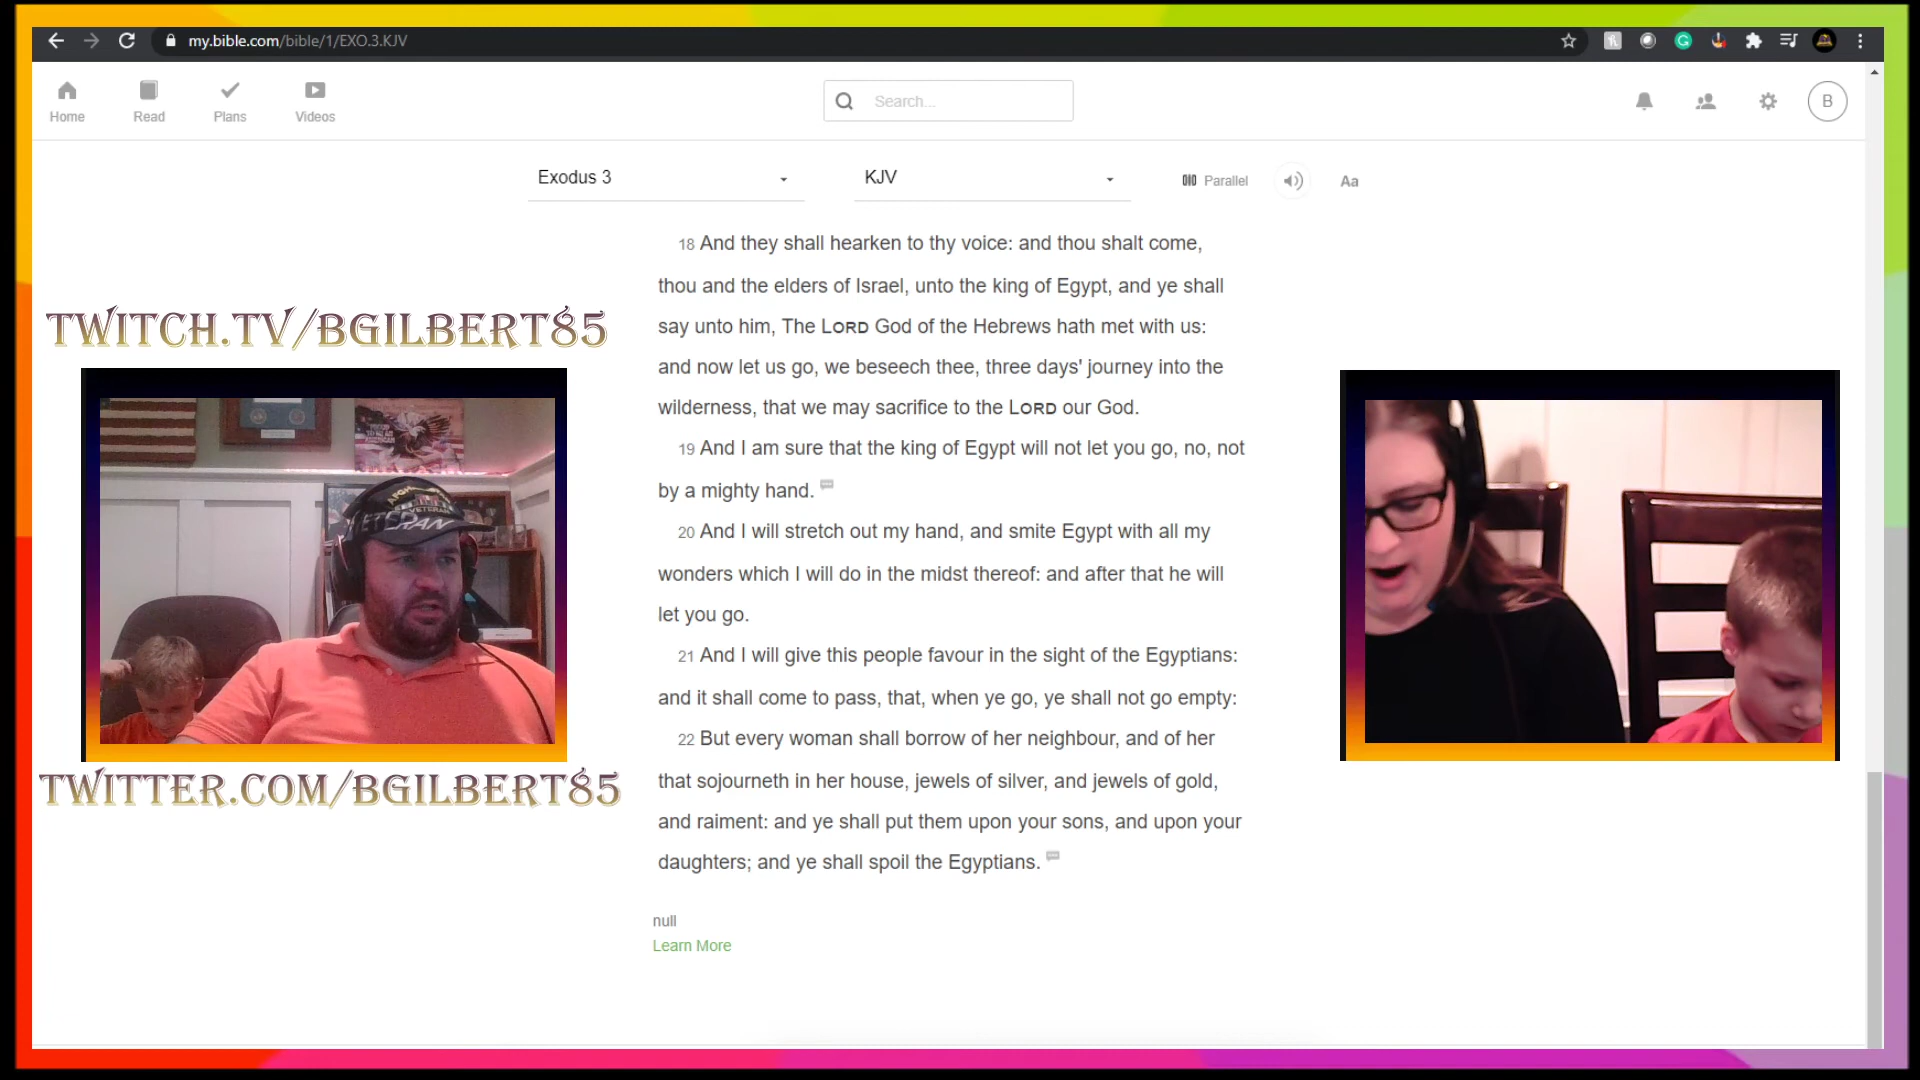 my.bible.com/bible/1/EXO.3.KJV
Home
Read
Plans
Videos
Search...
B
Exodus 3
KJV
Parallel
Aa
18 And they shall hearken to thy voice: and thou shalt come,
thou and the elders of Israel, unto the king of Egypt, and ye shall
say unto him, The LORD God of the Hebrews hath met with us:
and now let us go, we beseech thee, three days' journey into the
wilderness, that we may sacrifice to the LORD our God.
19 And I am sure that the king of Egypt will not let you go, no, not
by a mighty hand.
20 And I will stretch out my hand, and smite Egypt with all my
wonders which I will do in the midst thereof: and after that he will
let you go.
21 And I will give this people favour in the sight of the Egyptians:
and it shall come to pass, that, when ye go, ye shall not go empty:
22 But every woman shall borrow of her neighbour, and of her
that sojourneth in her house, jewels of silver, and jewels of gold,
and raiment: and ye shall put them upon your sons, and upon your
daughters; and ye shall spoil the Egyptians.
null
Learn More
TWITCH.TV/BGILBERT85
VETERAN
TWITTER.COM/BGILBERT85